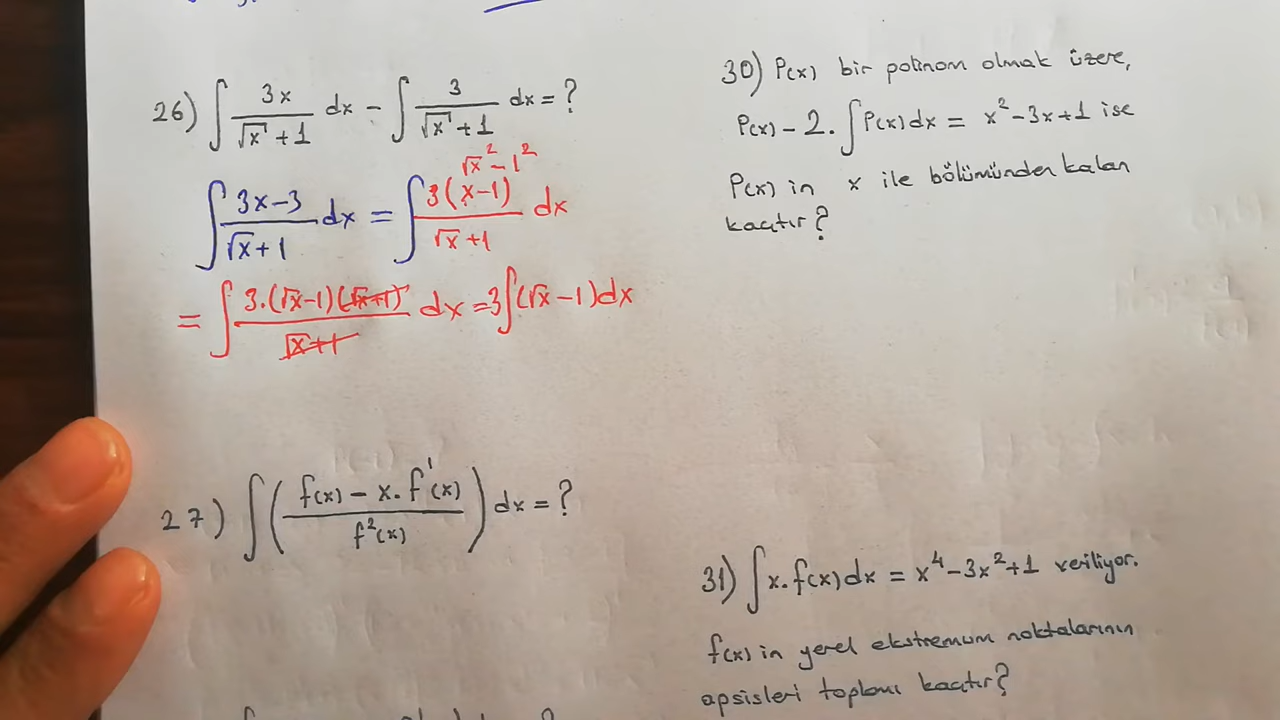 26) ∫ 3x/(√x + 1) dx - ∫ 3/(√x + 1) dx = ?
√x² - 1²
∫ (3x-3)/(√x+1) dx = ∫ 3(x-1)/(√x+1) dx
= ∫ 3.(√x-1)(√x+1)/(√x+1) dx = 3∫(√x-1)dx
27) ∫( (f(x) - x.f'(x))/f²(x) ) dx = ?
30) P(x) bir polinom olmak üzere,
P(x) - 2.∫P(x)dx = x² - 3x + 1 ise
P(x) in x ile bölümünden kalan
kaçtır?
31) ∫x.f(x)dx = x⁴ - 3x² + 1 veriliyor.
f(x) in yerel ekstremum noktalarının
apsisleri toplamı kaçtır?